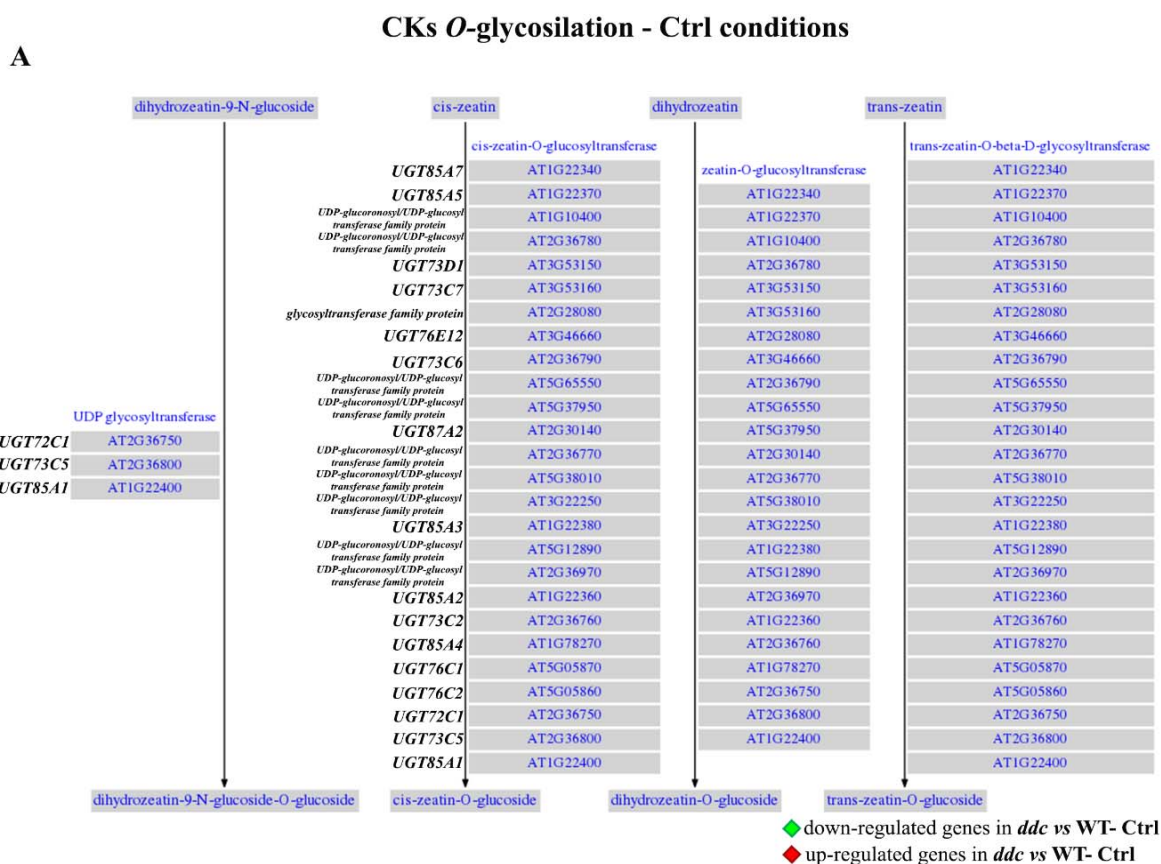 CKs O-glycosilation - Ctrl conditions
A
dihydrozeatin-9-N-glucoside
cis-zeatin
dihydrozeatin
trans-zeatin
UDP glycosyltransferase
UGT72C1 AT2G36750
UGT73C5 AT2G36800
UGT85A1 AT1G22400
cis-zeatin-O-glucosyltransferase
UGT85A7 AT1G22340
UGT85A5 AT1G22370
UDP-glucoronosyl/UDP-glucosyl
transferase family protein
AT1G10400
UDP-glucoronosyl/UDP-glucosyl
transferase family protein
AT2G36780
UGT73D1 AT3G53150
UGT73C7 AT3G53160
glycosyltransferase family protein AT2G28080
UGT76E12 AT3G46660
UGT73C6 AT2G36790
UDP-glucoronosyl/UDP-glucosyl
transferase family protein
AT5G65550
UDP-glucoronosyl/UDP-glucosyl
transferase family protein
AT5G37950
UGT87A2 AT2G30140
UDP-glucoronosyl/UDP-glucosyl
transferase family protein
AT2G36770
UDP-glucoronosyl/UDP-glucosyl
transferase family protein
AT5G38010
UDP-glucoronosyl/UDP-glucosyl
transferase family protein
AT3G22250
UGT85A3 AT1G22380
UDP-glucoronosyl/UDP-glucosyl
transferase family protein
AT5G12890
UDP-glucoronosyl/UDP-glucosyl
transferase family protein
AT2G36970
UGT85A2 AT1G22360
UGT73C2 AT2G36760
UGT85A4 AT1G78270
UGT76C1 AT5G05870
UGT76C2 AT5G05860
UGT72C1 AT2G36750
UGT73C5 AT2G36800
UGT85A1 AT1G22400
zeatin-O-glucosyltransferase
AT1G22340
AT1G22370
AT1G10400
AT2G36780
AT3G53150
AT3G53160
AT2G28080
AT3G46660
AT2G36790
AT5G65550
AT5G37950
AT2G30140
AT2G36770
AT5G38010
AT3G22250
AT1G22380
AT5G12890
AT2G36970
AT1G22360
AT2G36760
AT1G78270
AT2G36750
AT2G36800
AT1G22400
trans-zeatin-O-beta-D-glycosyltransferase
AT1G22340
AT1G22370
AT1G10400
AT2G36780
AT3G53150
AT3G53160
AT2G28080
AT3G46660
AT2G36790
AT5G65550
AT5G37950
AT2G30140
AT2G36770
AT5G38010
AT3G22250
AT1G22380
AT5G12890
AT2G36970
AT1G22360
AT2G36760
AT1G78270
AT5G05870
AT5G05860
AT2G36750
AT2G36800
AT1G22400
dihydrozeatin-9-N-glucoside-O-glucoside
cis-zeatin-O-glucoside
dihydrozeatin-O-glucoside
trans-zeatin-O-glucoside
down-regulated genes in ddc vs WT- Ctrl
up-regulated genes in ddc vs WT- Ctrl